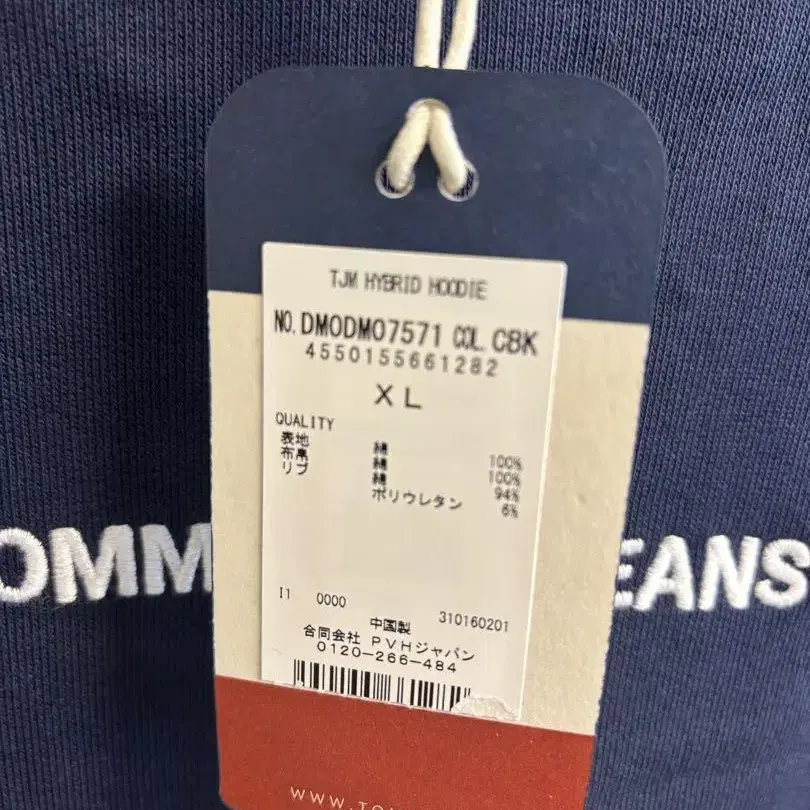 TJM HYBRID HOODIE
NO. DM0DM07571 COL. C8K
4550155661282
XL
QUALITY
表地 綿 100%
布帛 綿 100%
リブ 綿 94%
ポリウレタン 6%
OMM EANS
I1 0000 310160201
中国製
合同会社 PVHジャパン
0120-266-484
WWW.TO